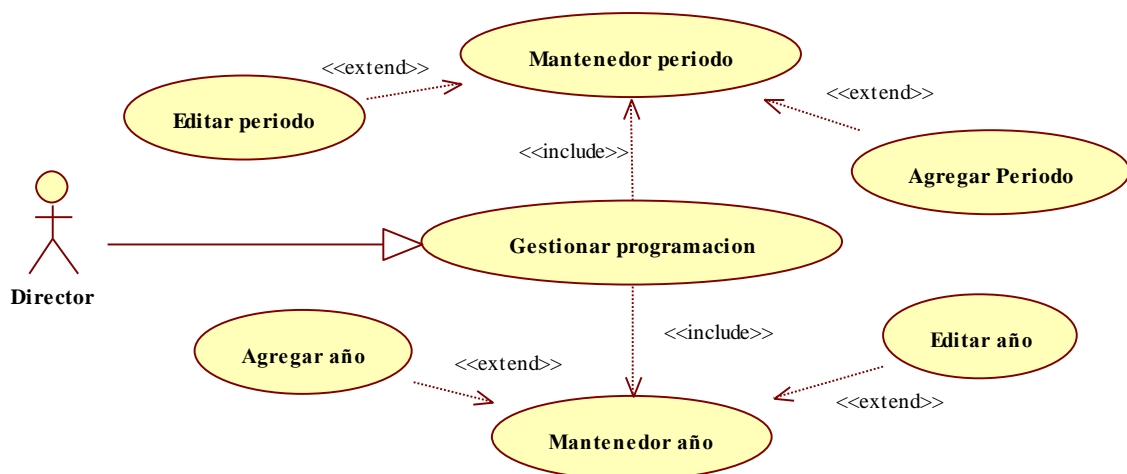 Mantenedor periodo
<<extend>>
<<extend>>
Editar periodo
<<include>>
Agregar Periodo
Gestionar programacion
Director
<<include>>
Editar año
Agregar año
<<extend>>
<<extend>>
Mantenedor año